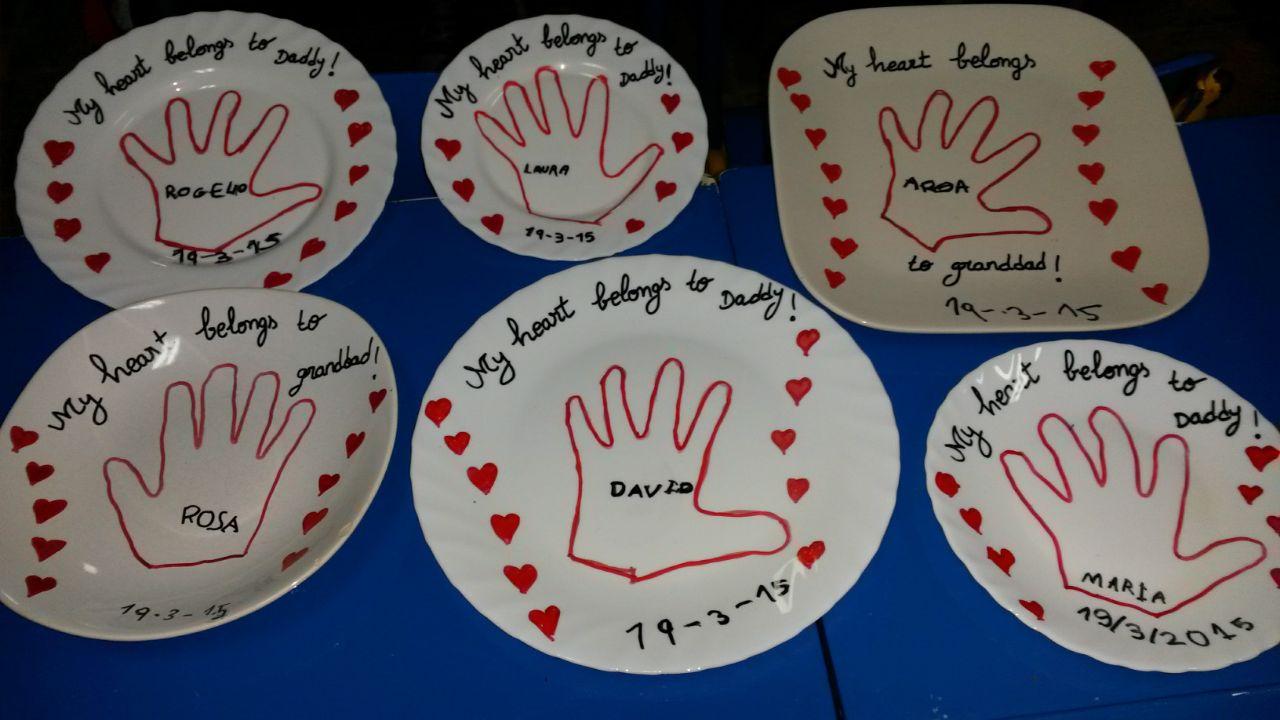 My heart belongs to Daddy!
ROGELIO
19-3-15
My heart belongs to Daddy!
LAURA
19-3-15
My heart belongs
AROA
to granddad!
19-3-15
My heart belongs to
granddad!
ROSA
19-3-15
My heart belongs to Daddy!
DAVID
19-3-15
My heart belongs to
Daddy!
MARIA
19/3/2015